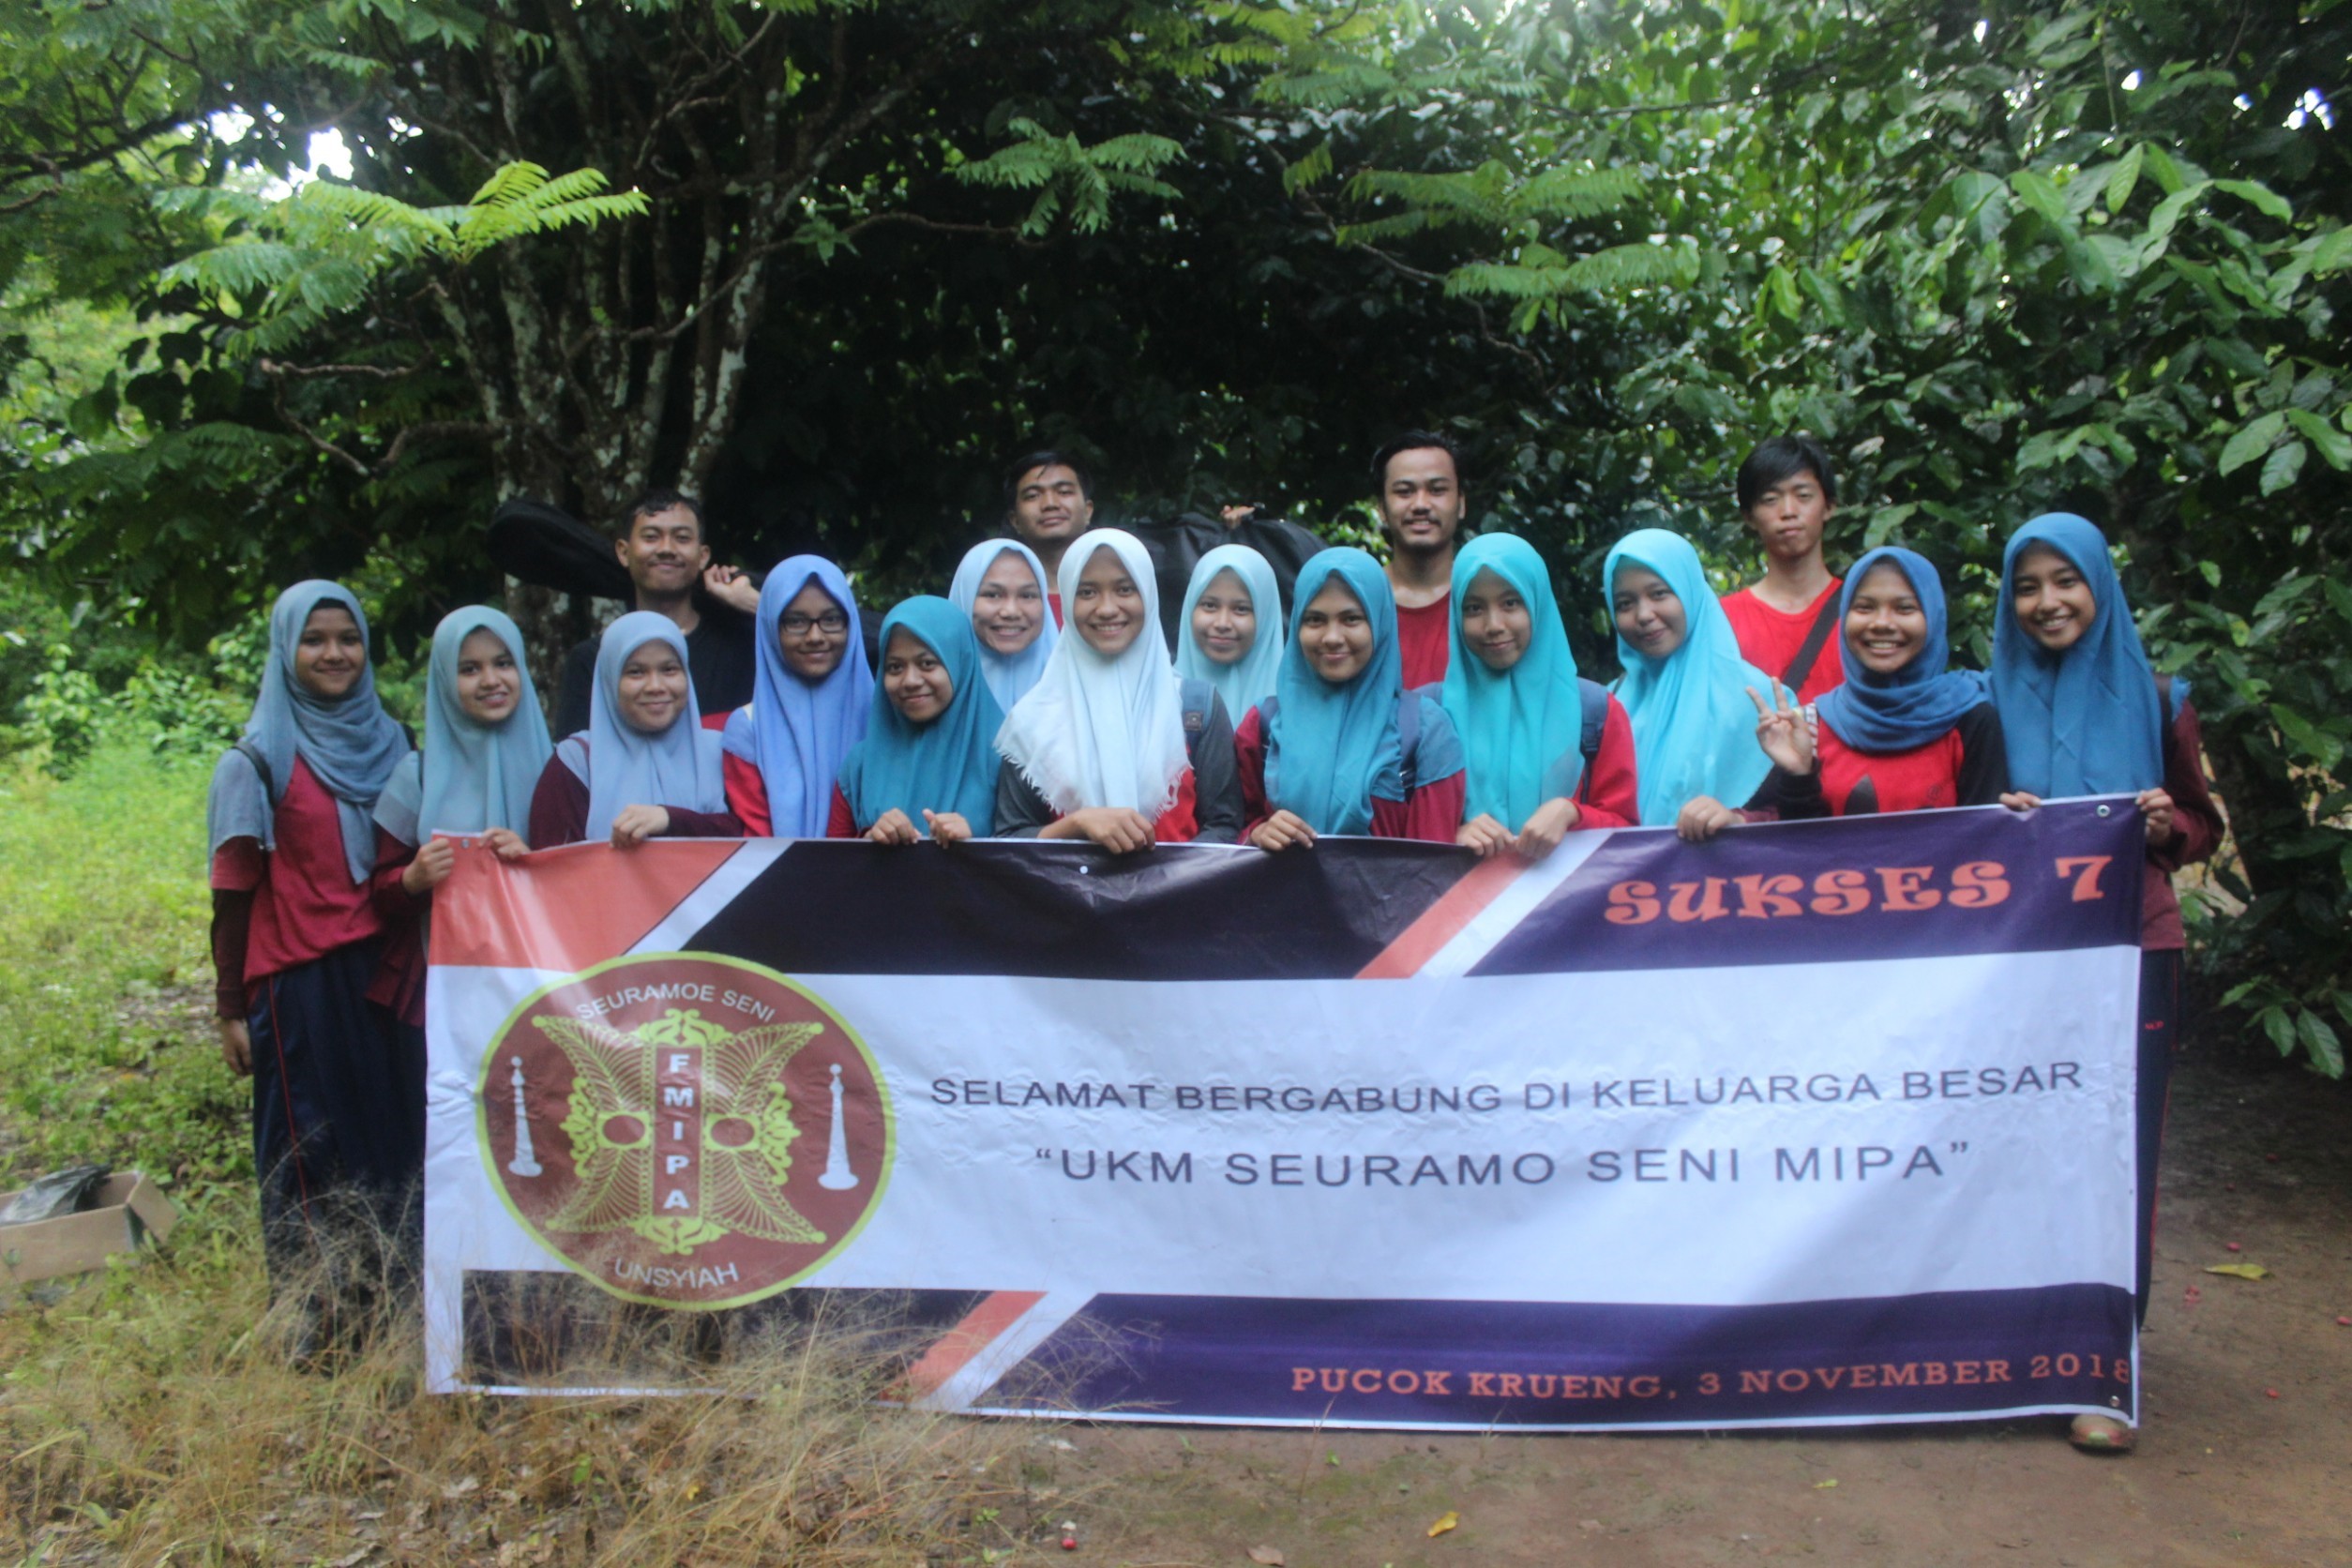 SUKSES 7
SEURAMOE SENI
FMIPA
UNSYIAH
SELAMAT BERGABUNG DI KELUARGA BESAR
“UKM SEURAMO SENI MIPA”
PUCOK KRUENG, 3 NOVEMBER 2018